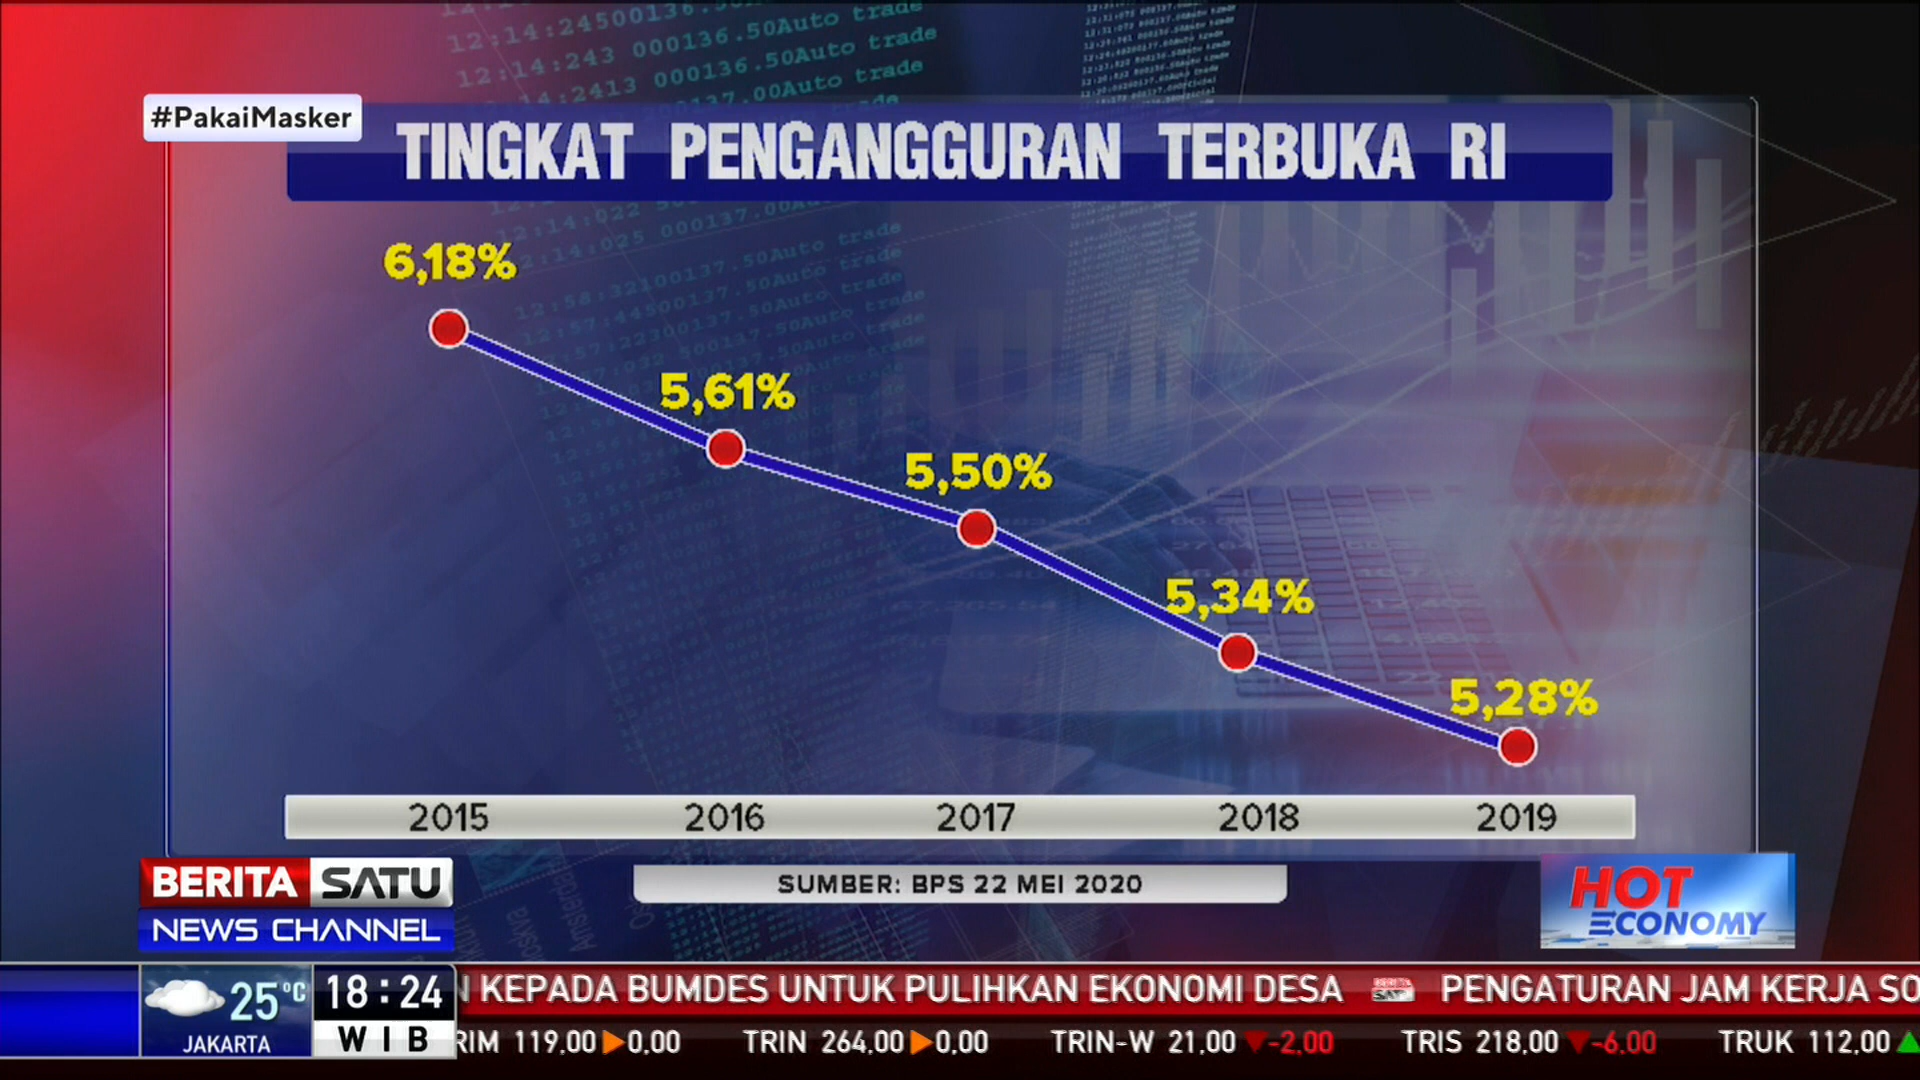 #PakaiMasker
TINGKAT PENGANGGURAN TERBUKA RI
6,18%
5,61%
5,50%
5,34%
5,28%
2015 2016 2017 2018 2019
SUMBER: BPS 22 MEI 2020
BERITA SATU
NEWS CHANNEL
HOT
ECONOMY
25°C
JAKARTA
18:24
WIB
N KEPADA BUMDES UNTUK PULIHKAN EKONOMI DESA
BERITA SATU
PENGATURAN JAM KERJA SO
RIM 119,00 0,00 TRIN 264,00 0,00 TRIN-W 21,00 -2,00 TRIS 218,00 -6,00 TRUK 112,00